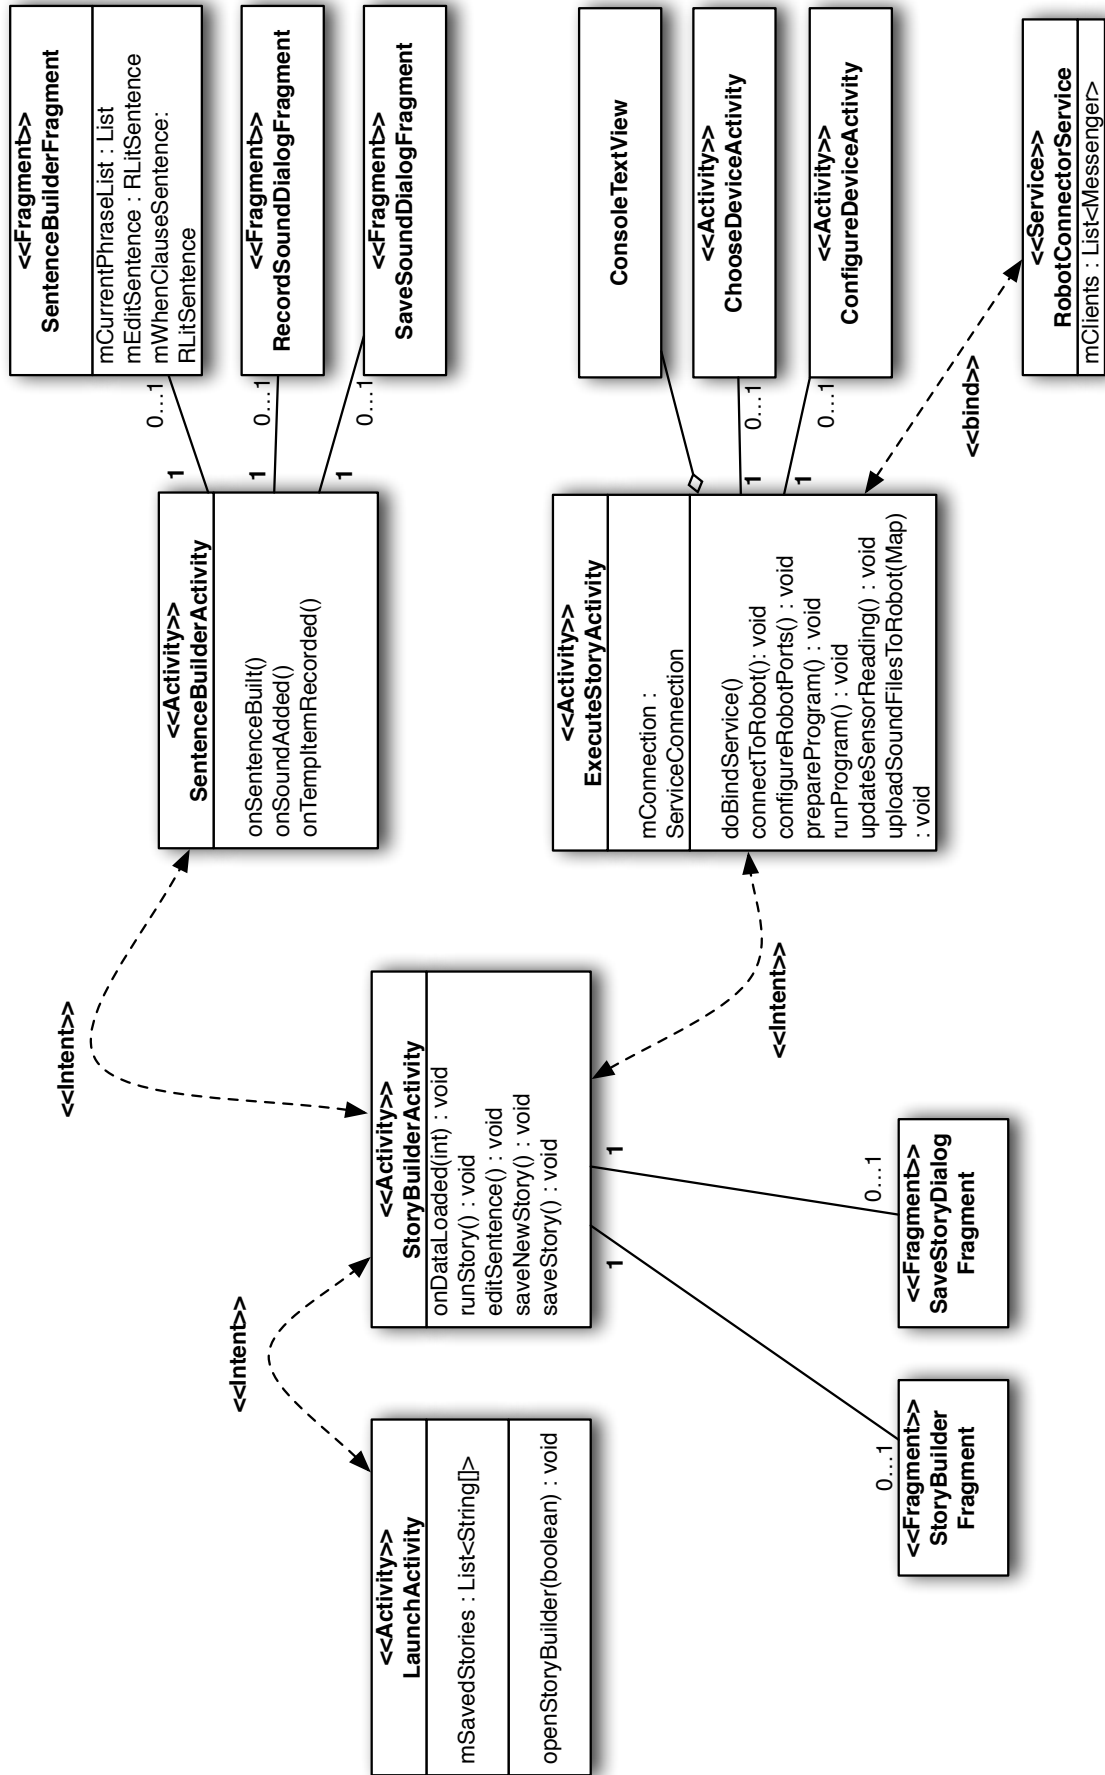 <<Activity>>
LaunchActivity
mSavedStories : List<String[]>
openStoryBuilder(boolean) : void
<<Intent>>
<<Activity>>
StoryBuilderActivity
onDataLoaded(int) : void
runStory() : void
editSentence() : void
saveNewStory() : void
saveStory() : void
1
1
0...1
<<Fragment>>
StoryBuilder
Fragment
0...1
<<Fragment>>
SaveStoryDialog
Fragment
<<Intent>>
<<Intent>>
<<Activity>>
SentenceBuilderActivity
onSentenceBuilt()
onSoundAdded()
onTempItemRecorded()
1
1
1
0...1
0...1
0...1
<<Fragment>>
SentenceBuilderFragment
mCurrentPhraseList : List
mEditSentence : RLitSentence
mWhenClauseSentence:
RLitSentence
<<Fragment>>
RecordSoundDialogFragment
<<Fragment>>
SaveSoundDialogFragment
<<Activity>>
ExecuteStoryActivity
mConnection :
ServiceConnection
doBindService()
connectToRobot(): void
configureRobotPorts() : void
prepareProgram() : void
runProgram() : void
updateSensorReading() : void
uploadSoundFilesToRobot(Map)
: void
1
1
0...1
0...1
ConsoleTextView
<<Activity>>
ChooseDeviceActivity
<<Activity>>
ConfigureDeviceActivity
<<bind>>
<<Service>>
RobotConnectorService
mClients : List<Messenger>